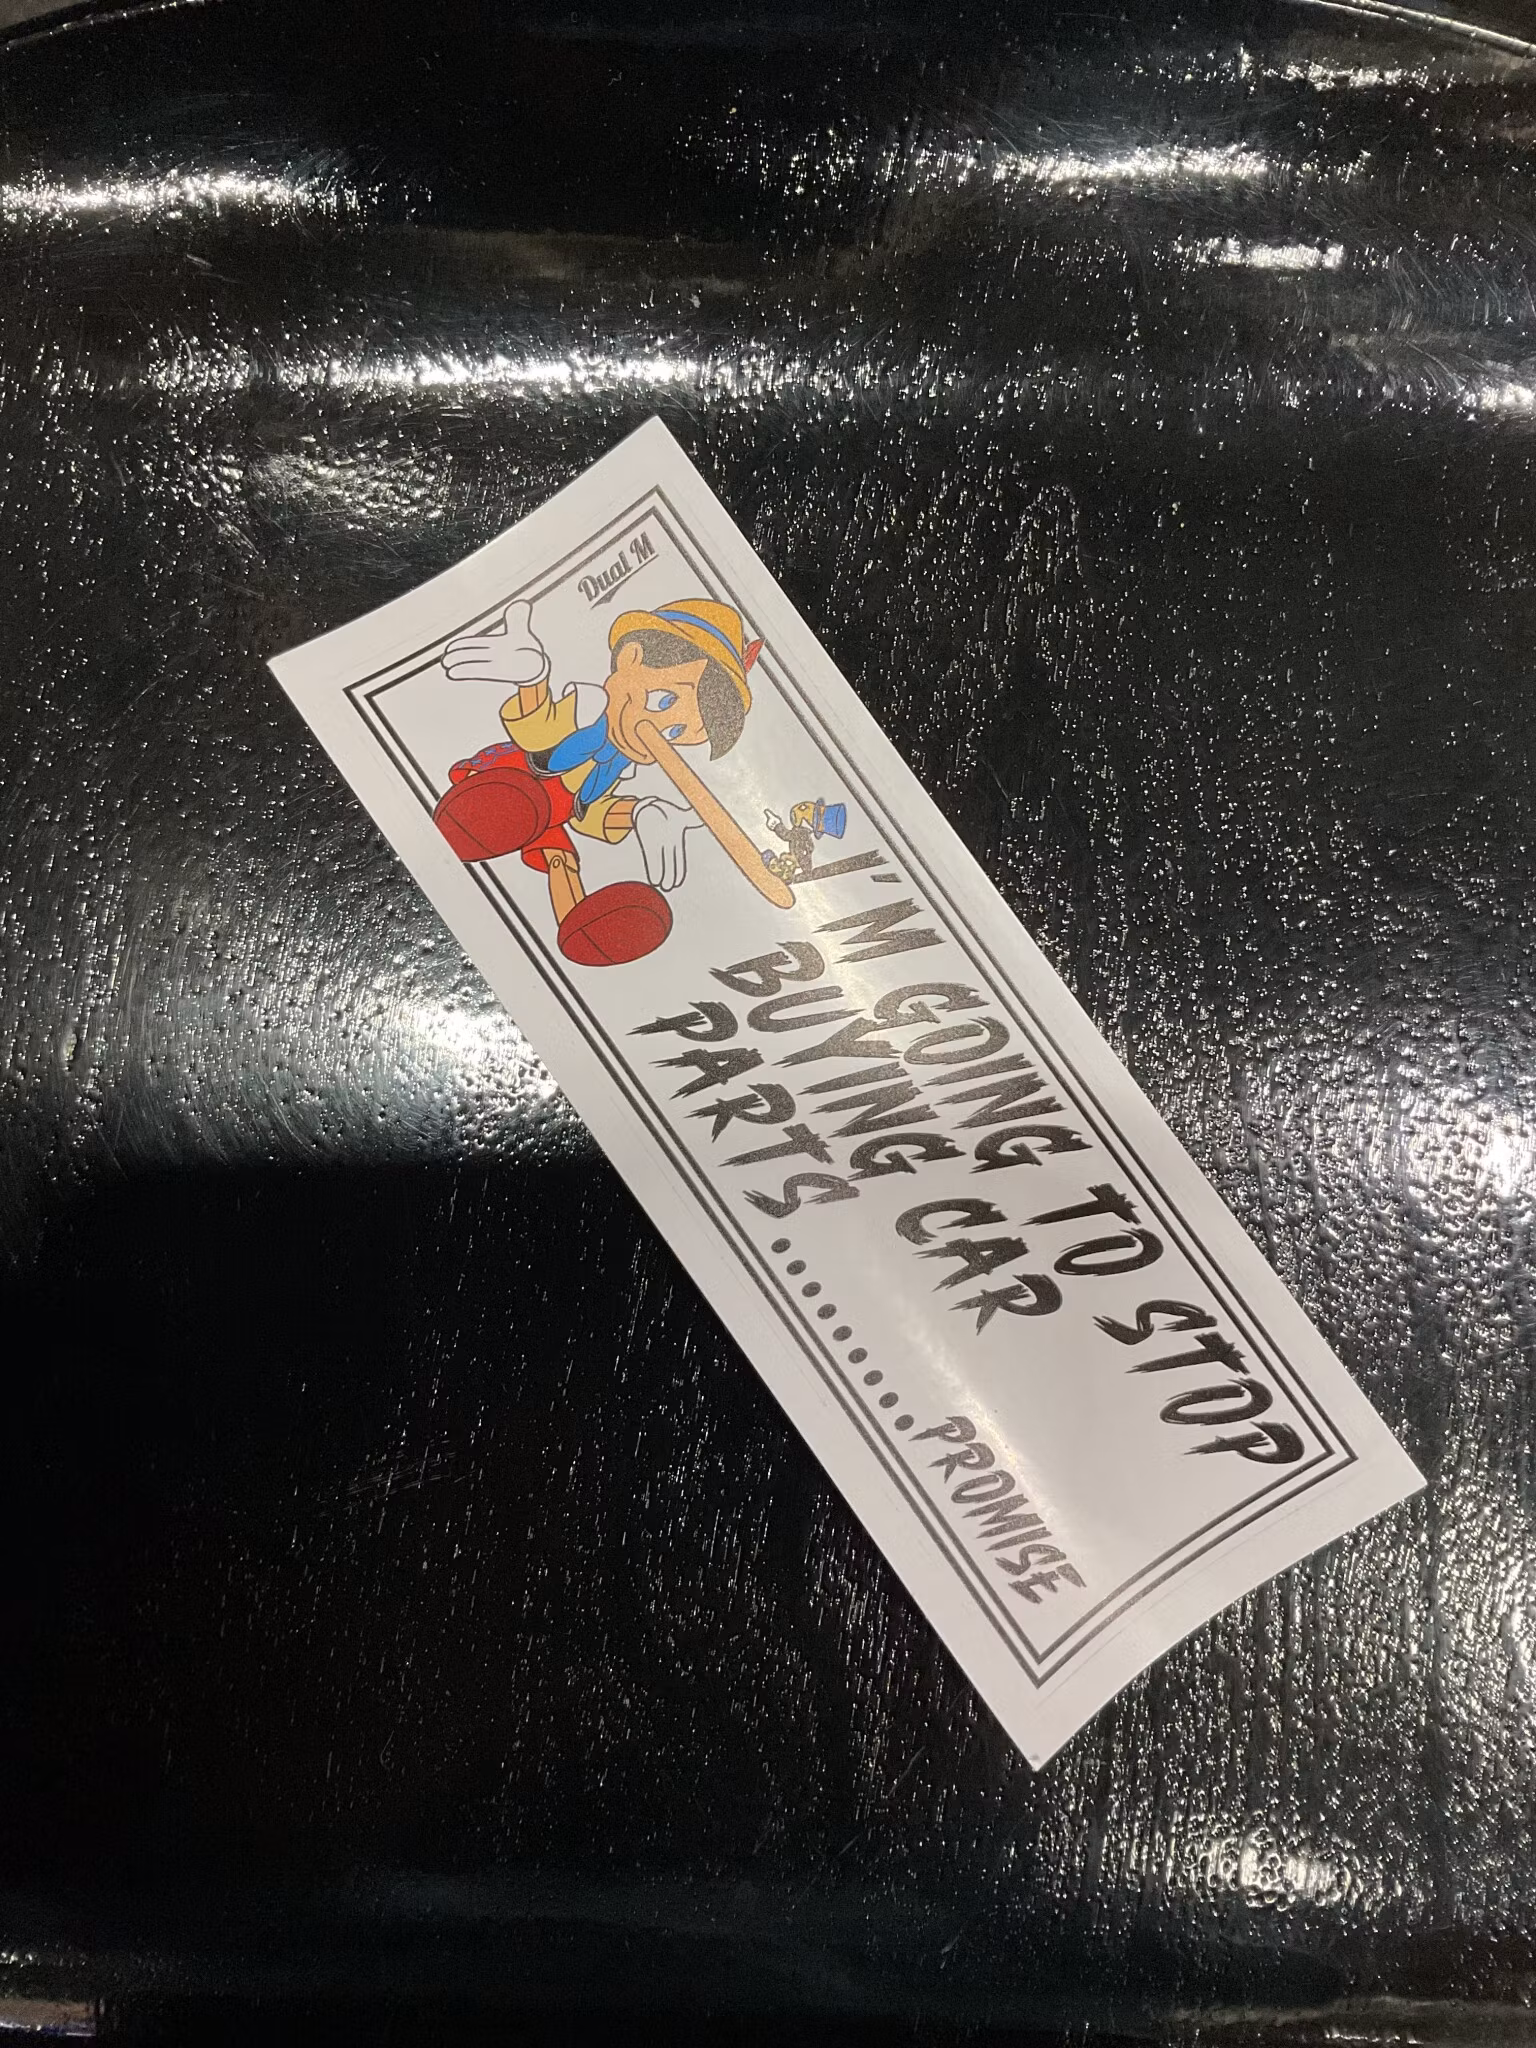 Dual M
I'M GOING TO STOP
BUYING CAR
PARTS.........PROMISE